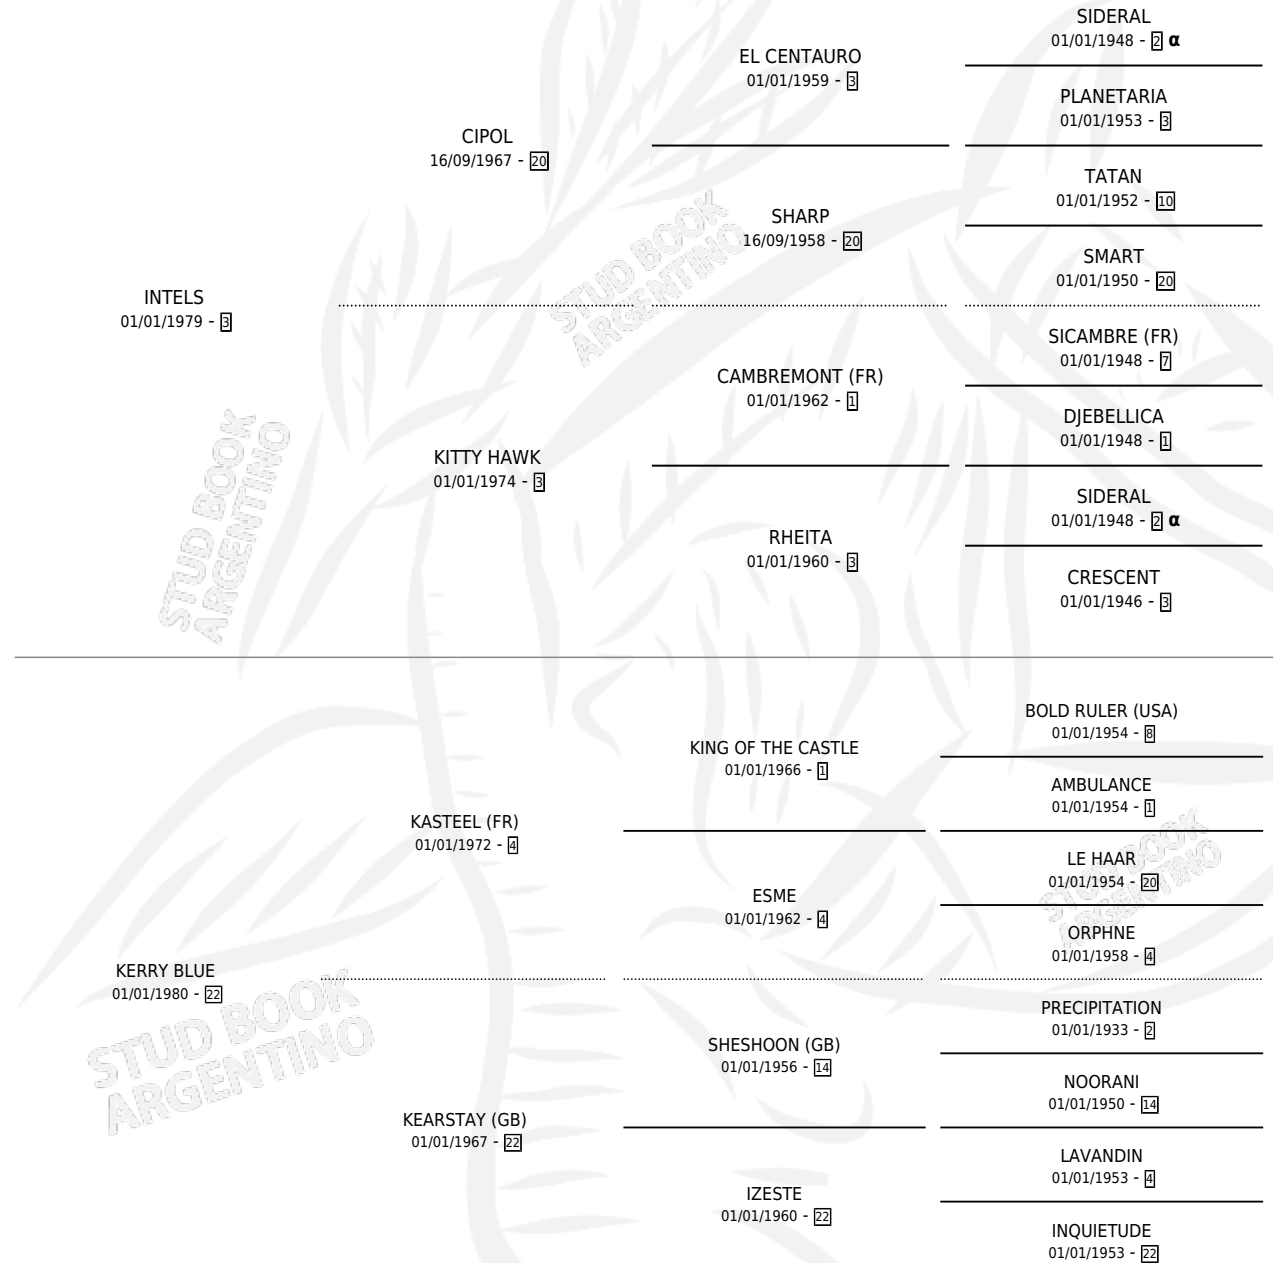 SIDERAL
01/01/1948 - 2 α
EL CENTAURO
01/01/1959 - 3
PLANETARIA
01/01/1953 - 3
CIPOL
16/09/1967 - 20
TATAN
01/01/1952 - 10
SHARP
16/09/1958 - 20
SMART
01/01/1950 - 20
STUD BOOK
ARGENTINO
INTELS
01/01/1979 - 3
SICAMBRE (FR)
01/01/1948 - 7
CAMBREMONT (FR)
01/01/1962 - 1
DJEBELLICA
01/01/1948 - 1
KITTY HAWK
01/01/1974 - 3
SIDERAL
01/01/1948 - 2 α
RHEITA
01/01/1960 - 3
CRESCENT
01/01/1946 - 3
STUD BOOK
ARGENTINO
BOLD RULER (USA)
01/01/1954 - 8
KING OF THE CASTLE
01/01/1966 - 1
AMBULANCE
01/01/1954 - 1
KASTEEL (FR)
01/01/1972 - 4
LE HAAR
01/01/1954 - 20
ESME
01/01/1962 - 4
ORPHNE
01/01/1958 - 4
STUD BOOK
ARGENTINO
KERRY BLUE
01/01/1980 - 22
PRECIPITATION
01/01/1933 - 2
SHESHOON (GB)
01/01/1956 - 14
NOORANI
01/01/1950 - 14
STUD BOOK
ARGENTINO
KEARSTAY (GB)
01/01/1967 - 22
LAVANDIN
01/01/1953 - 4
IZESTE
01/01/1960 - 22
INQUIETUDE
01/01/1953 - 22